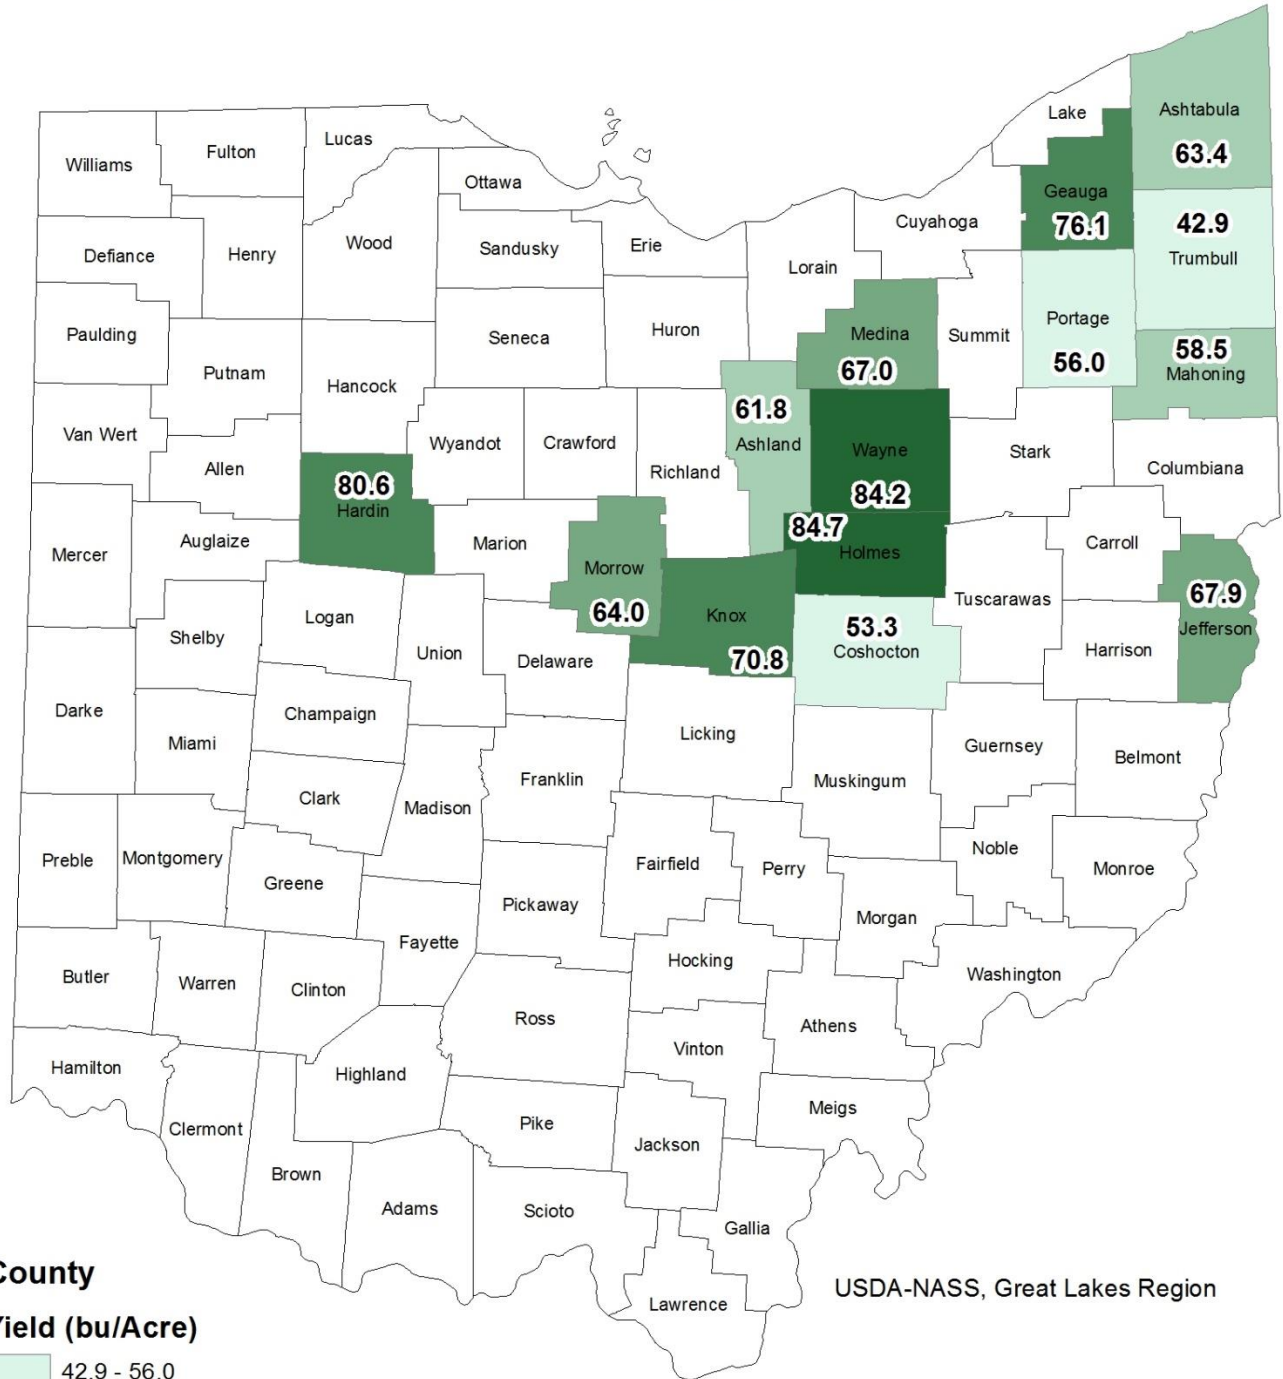 Lake
Ashtabula
63.4
Williams
Fulton
Lucas
Ottawa
Geauga
76.1
Cuyahoga
42.9
Trumbull
Defiance
Henry
Wood
Sandusky
Erie
Lorain
Paulding
Putnam
Hancock
Seneca
Huron
Medina
67.0
Summit
Portage
56.0
58.5
Mahoning
Van Wert
Allen
Wyandot
Crawford
Richland
61.8
Ashland
Wayne
84.2
Stark
Columbiana
80.6
Hardin
Mercer
Auglaize
Marion
84.7
Holmes
Carroll
Morrow
64.0
Knox
70.8
53.3
Coshocton
Tuscarawas
67.9
Jefferson
Harrison
Shelby
Logan
Union
Delaware
Darke
Miami
Champaign
Licking
Guernsey
Belmont
Clark
Madison
Franklin
Muskingum
Preble
Montgomery
Greene
Fairfield
Perry
Noble
Monroe
Pickaway
Morgan
Fayette
Butler
Warren
Clinton
Hocking
Washington
Ross
Athens
Hamilton
Highland
Vinton
Meigs
Clermont
Pike
Jackson
Brown
Adams
Scioto
Gallia
Lawrence
USDA-NASS, Great Lakes Region
County
Yield (bu/Acre)
42.9 - 56.0